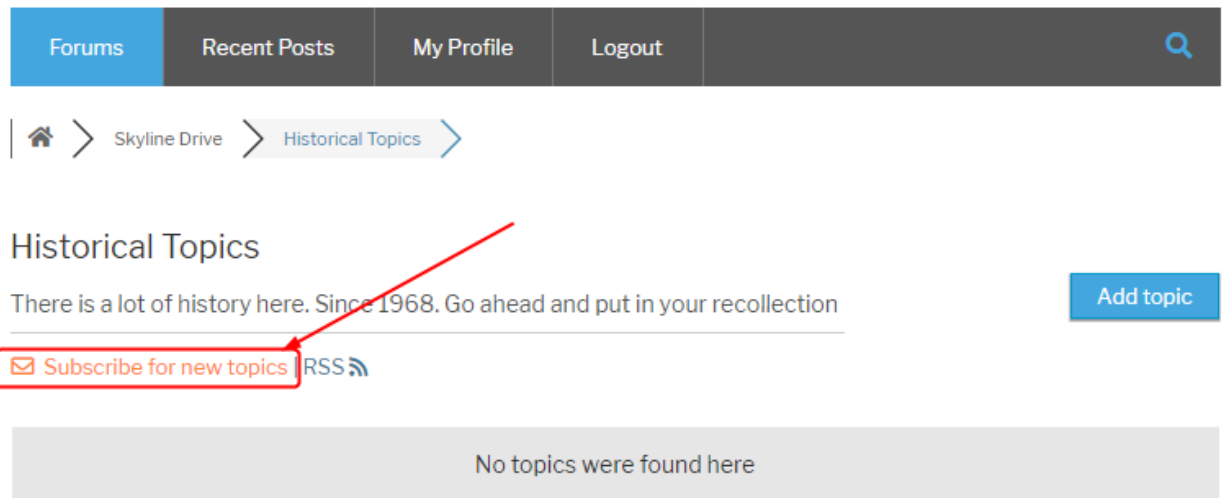 Forums Recent Posts My Profile Logout
Skyline Drive Historical Topics
Historical Topics
There is a lot of history here. Since 1968. Go ahead and put in your recollection
Add topic
Subscribe for new topics | RSS
No topics were found here